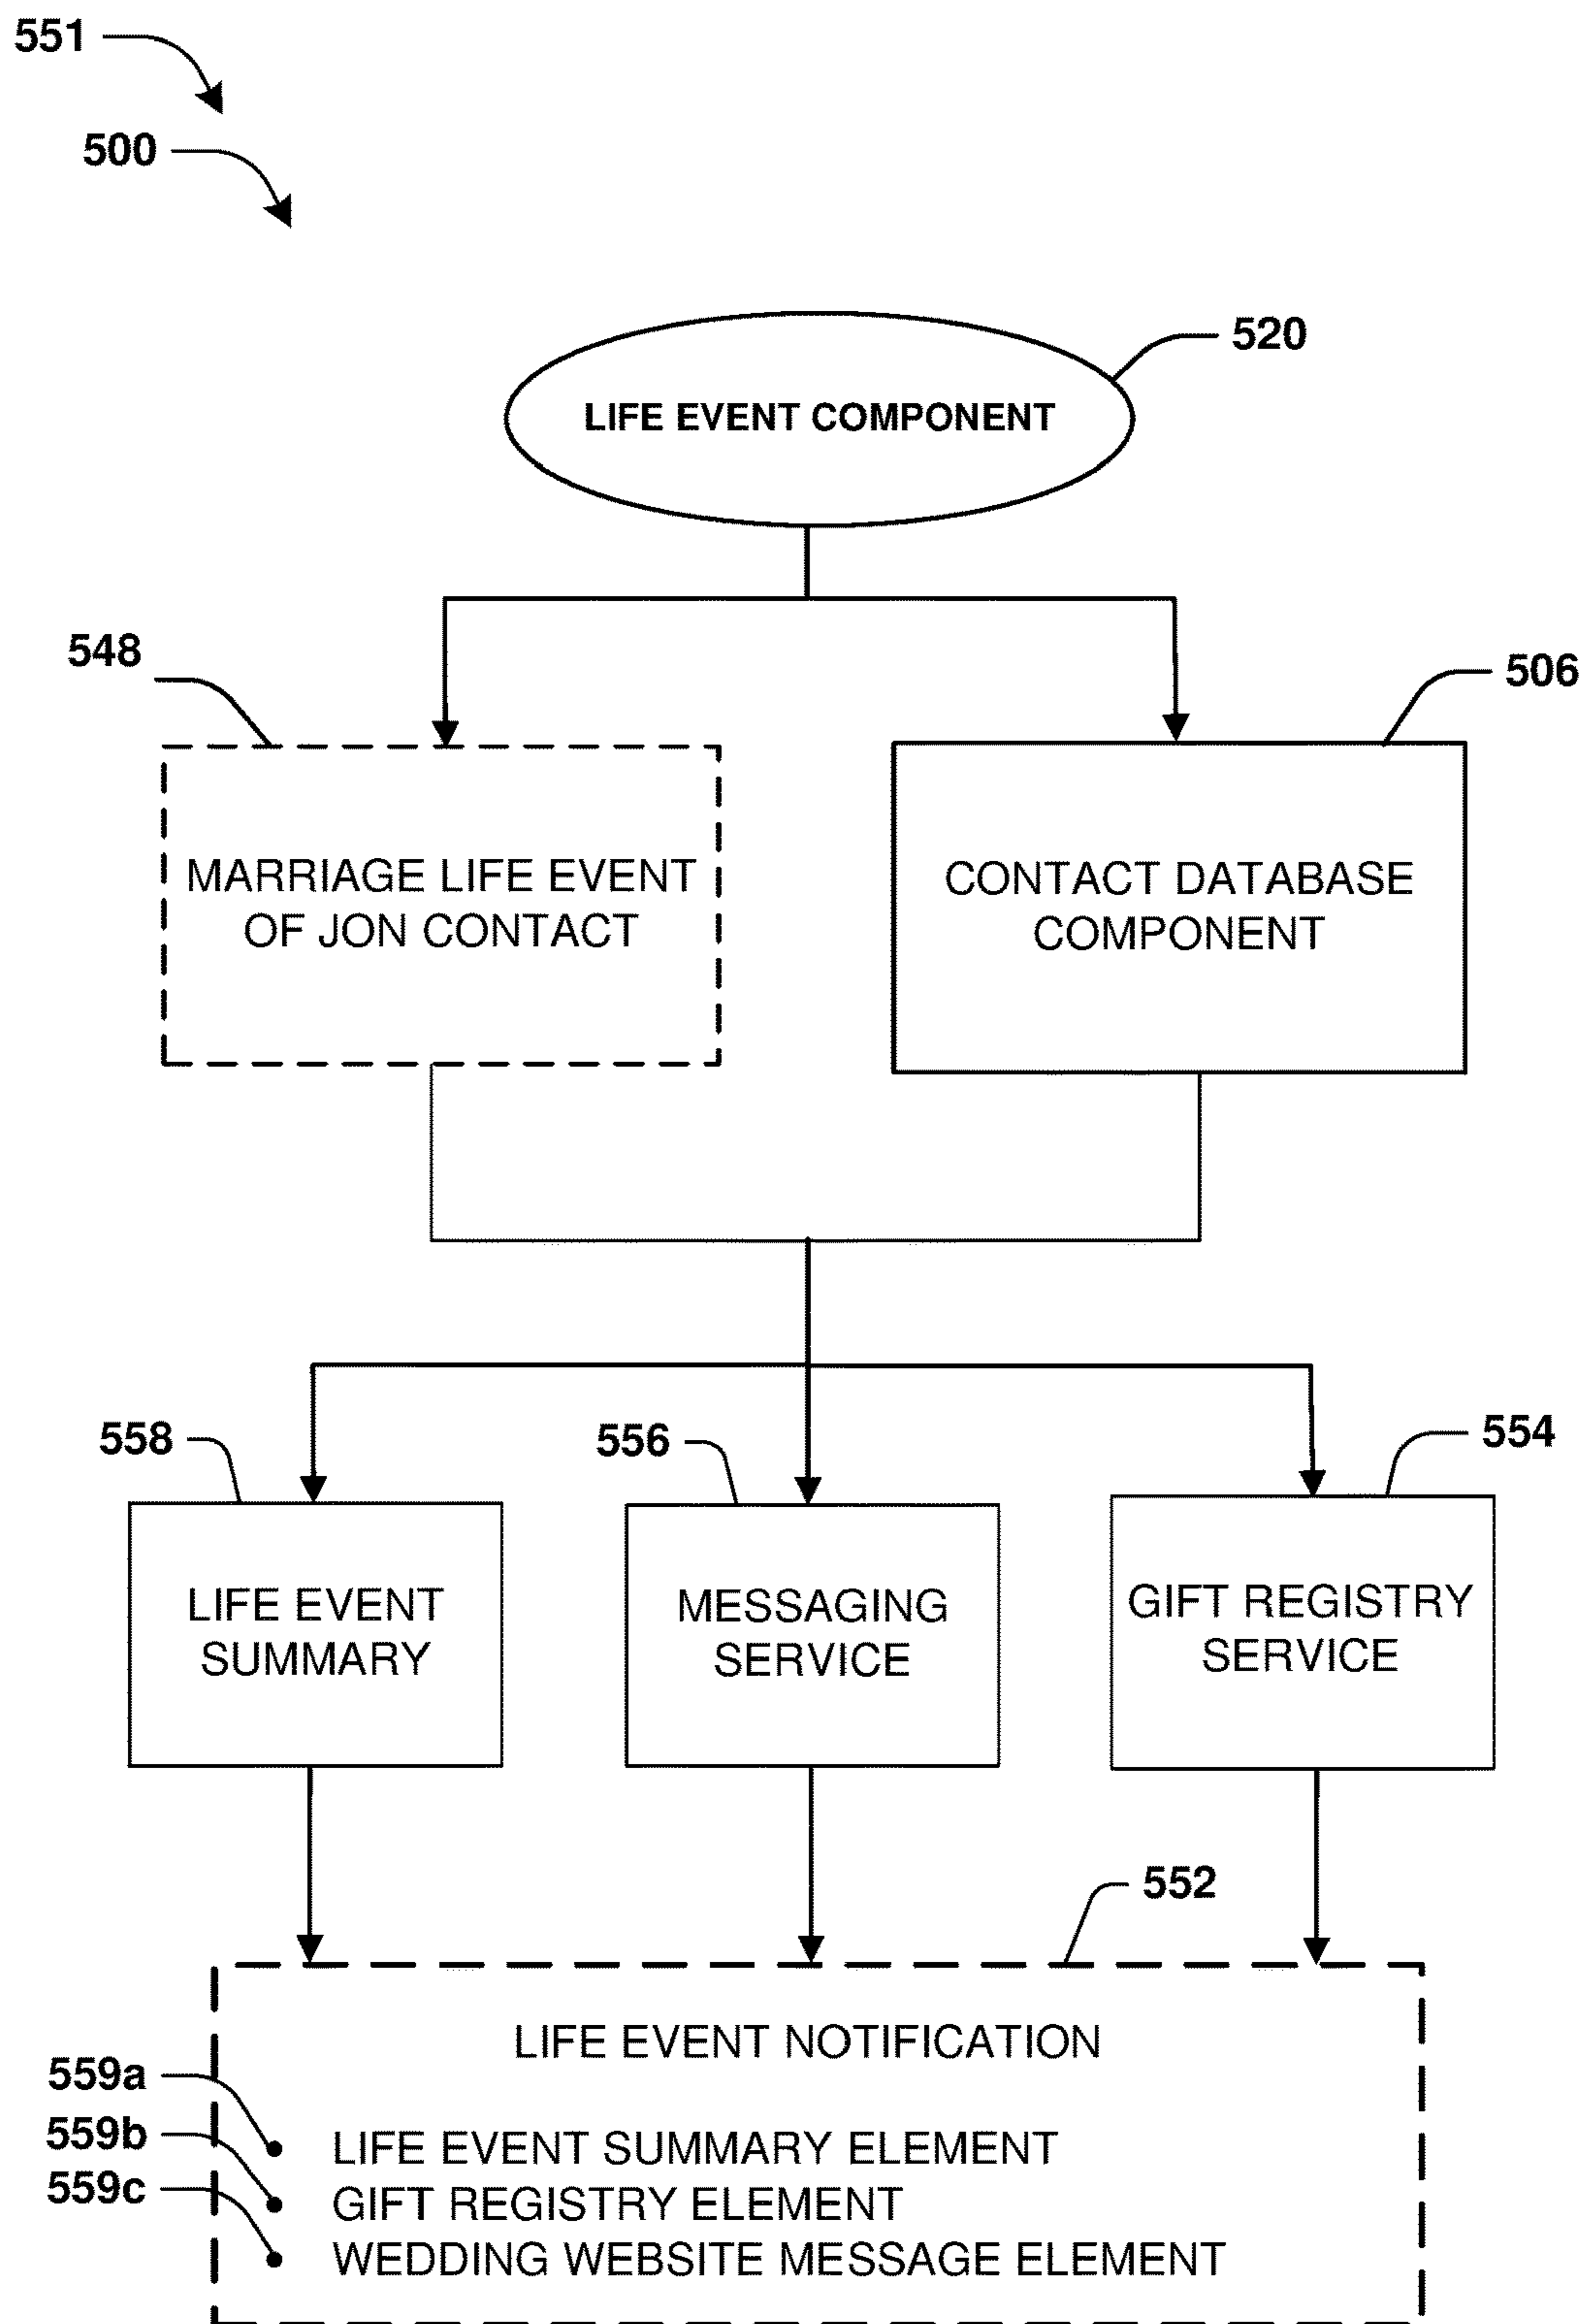 551
500
520
LIFE EVENT COMPONENT
548
506
MARRIAGE LIFE EVENT
OF JON CONTACT
CONTACT DATABASE
COMPONENT
558
556
554
LIFE EVENT
SUMMARY
MESSAGING
SERVICE
GIFT REGISTRY
SERVICE
552
LIFE EVENT NOTIFICATION
559a
LIFE EVENT SUMMARY ELEMENT
559b
GIFT REGISTRY ELEMENT
559c
WEDDING WEBSITE MESSAGE ELEMENT